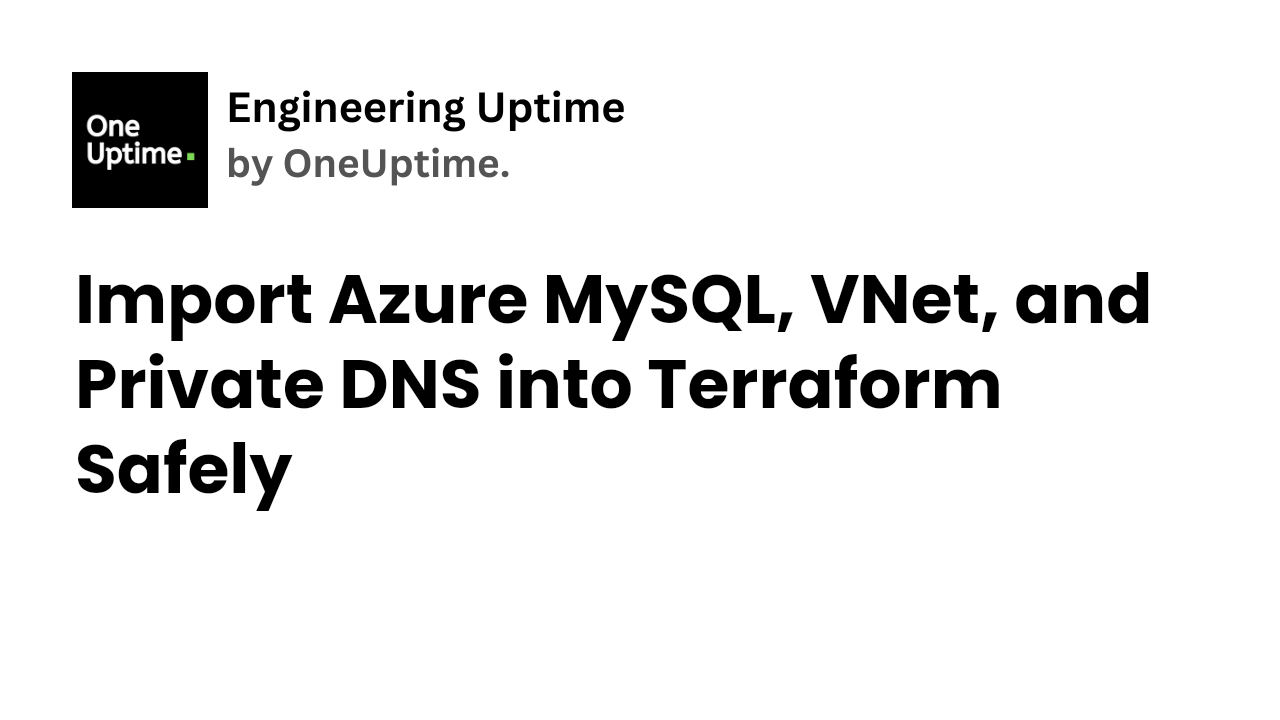 One
Uptime
Engineering Uptime
by OneUptime.
Import Azure MySQL, VNet, and
Private DNS into Terraform
Safely